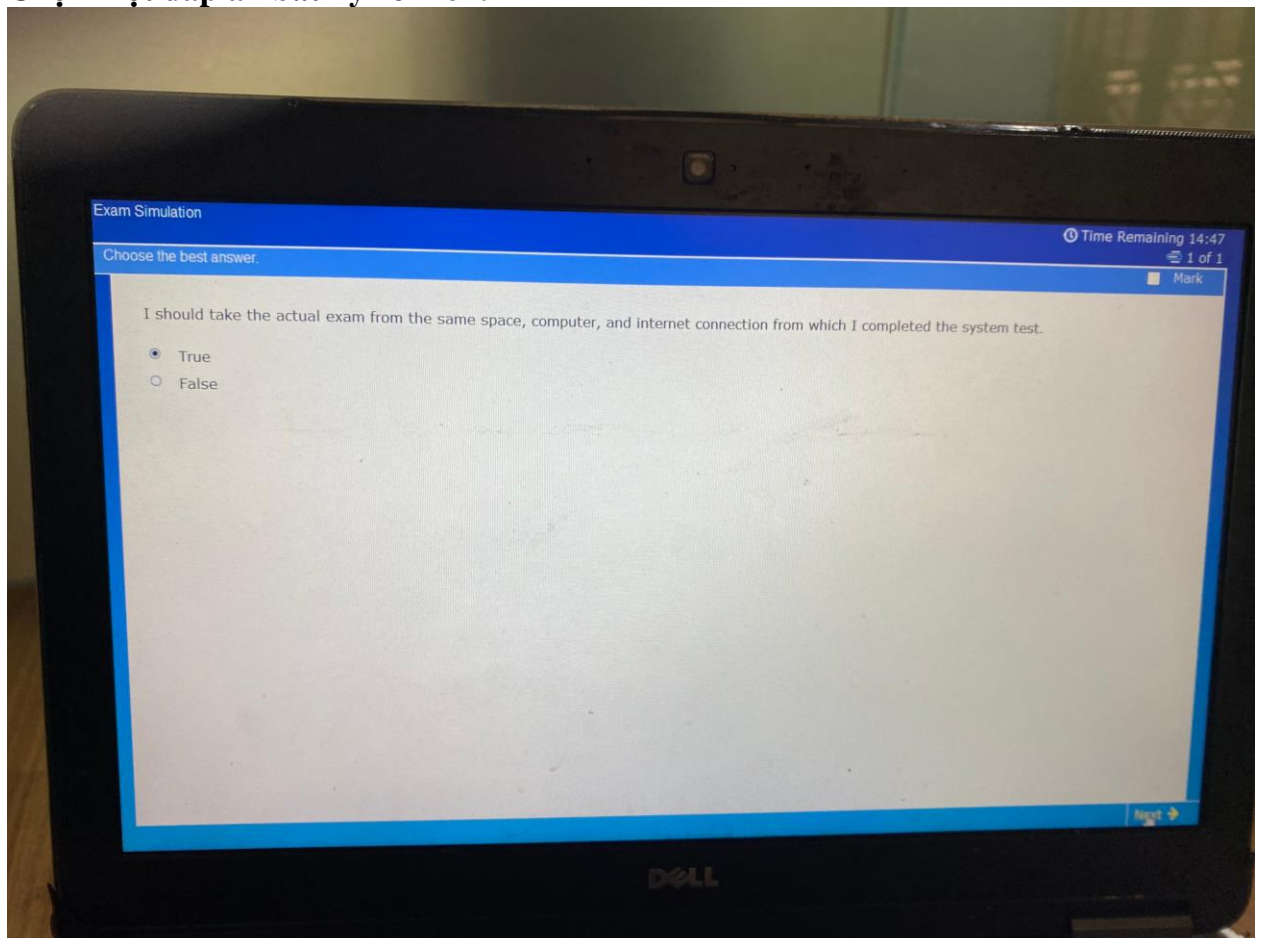 Exam Simulation
Time Remaining 14:47
1 of 1
Choose the best answer.
Mark
I should take the actual exam from the same space, computer, and internet connection from which I completed the system test.
True
False
Next
DELL